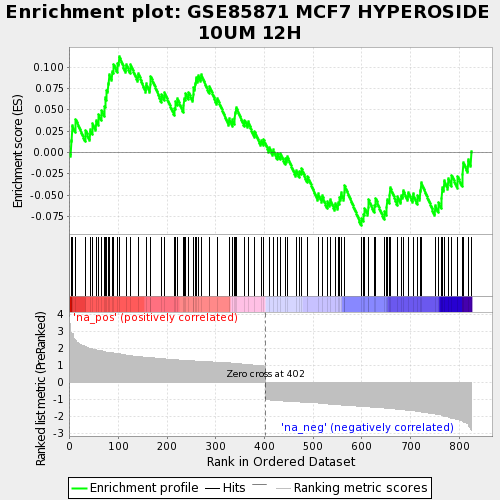 Enrichment plot: GSE85871 MCF7 HYPEROSIDE
10UM 12H
Enrichment score (ES)
0.100
0.075
0.050
0.025
0.000
-0.025
-0.050
-0.075
'na_pos' (positively correlated)
Ranked list metric (PreRanked)
4
3
2
1
0
-1
-2
-3
Zero cross at 402
'na_neg' (negatively correlated)
0 100 200 300 400 500 600 700 800
Rank in Ordered Dataset
Enrichment profile Hits Ranking metric scores